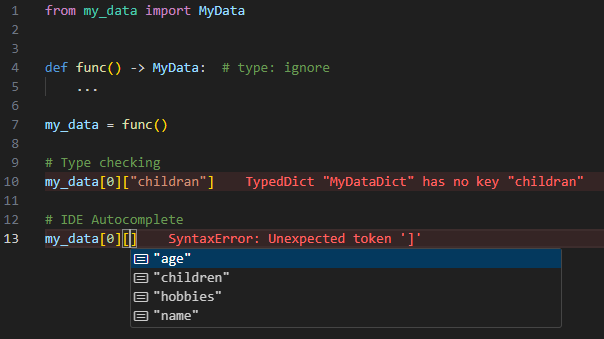 1 from my_data import MyData
2
3
4 def func() -> MyData:  # type: ignore
5     ...
6
7 my_data = func()
8
9 # Type checking
10 my_data[0]["childran"]    TypedDict "MyDataDict" has no key "childran"
11
12 # IDE Autocomplete
13 my_data[0][]    SyntaxError: Unexpected token ']'
"age"
"children"
"hobbies"
"name"